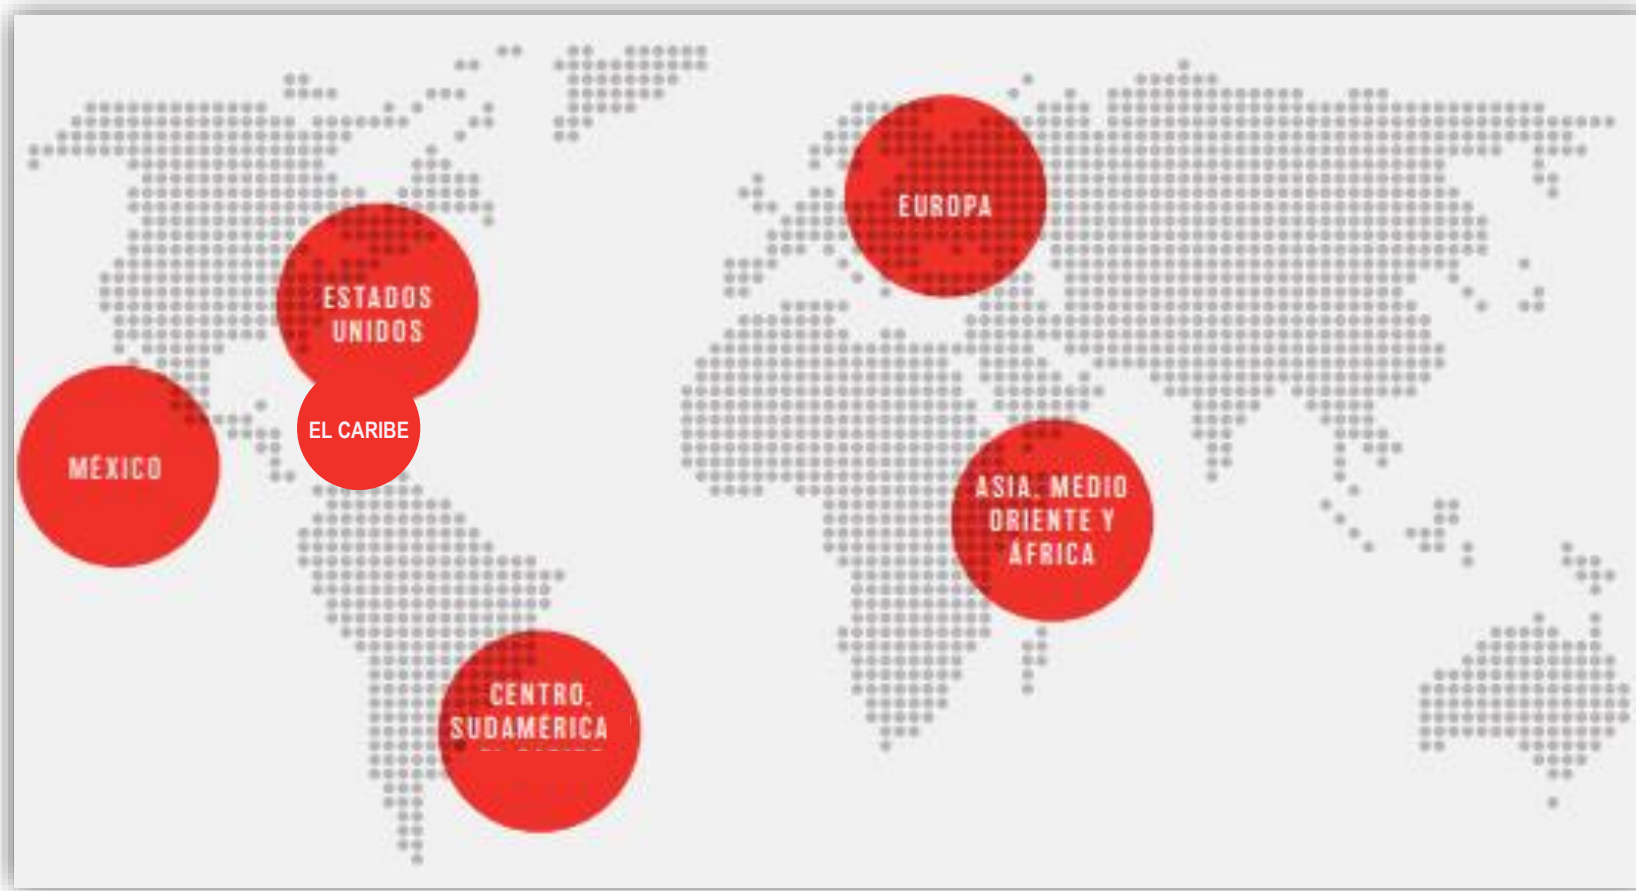 EUROPA
ESTADOS
UNIDOS
EL CARIBE
MÉXICO
ASIA, MEDIO
ORIENTE Y
ÁFRICA
CENTRO,
SUDAMÉRICA